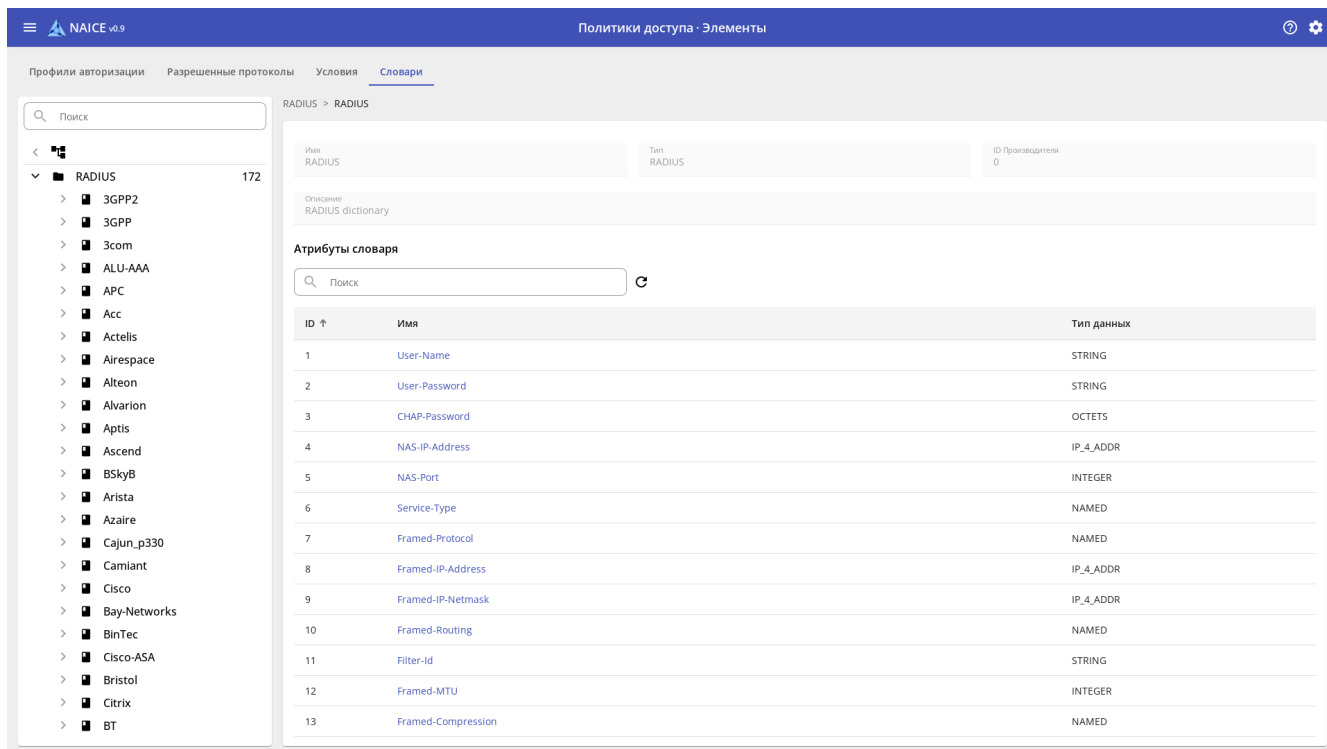 NAICE v0.9
Политики доступа · Элементы
Профили авторизации Разрешенные протоколы Условия Словари
Поиск
RADIUS 172
3GPP2
3GPP
3com
ALU-AAA
APC
Acc
Actelis
Airespace
Alteon
Alvarion
Aptis
Ascend
BSkyB
Arista
Azaire
Cajun_p330
Camiant
Cisco
Bay-Networks
BinTec
Cisco-ASA
Bristol
Citrix
BT
RADIUS > RADIUS
Имя
RADIUS
Тип
RADIUS
ID Производителя
0
Описание
RADIUS dictionary
Атрибуты словаря
Поиск
ID Имя Тип данных
1 User-Name STRING
2 User-Password STRING
3 CHAP-Password OCTETS
4 NAS-IP-Address IP_4_ADDR
5 NAS-Port INTEGER
6 Service-Type NAMED
7 Framed-Protocol NAMED
8 Framed-IP-Address IP_4_ADDR
9 Framed-IP-Netmask IP_4_ADDR
10 Framed-Routing NAMED
11 Filter-Id STRING
12 Framed-MTU INTEGER
13 Framed-Compression NAMED